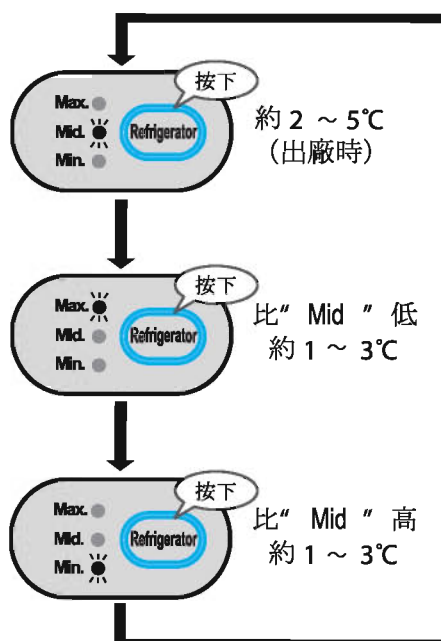 按下
Max.
Mid. Refrigerator 約 2 ～ 5℃
Min. (出廠時)
按下
Max. 比“ Mid ” 低
Mid. Refrigerator 約 1 ～ 3℃
Min.
按下
Max. 比“ Mid ” 高
Mid. Refrigerator 約 1 ～ 3℃
Min.